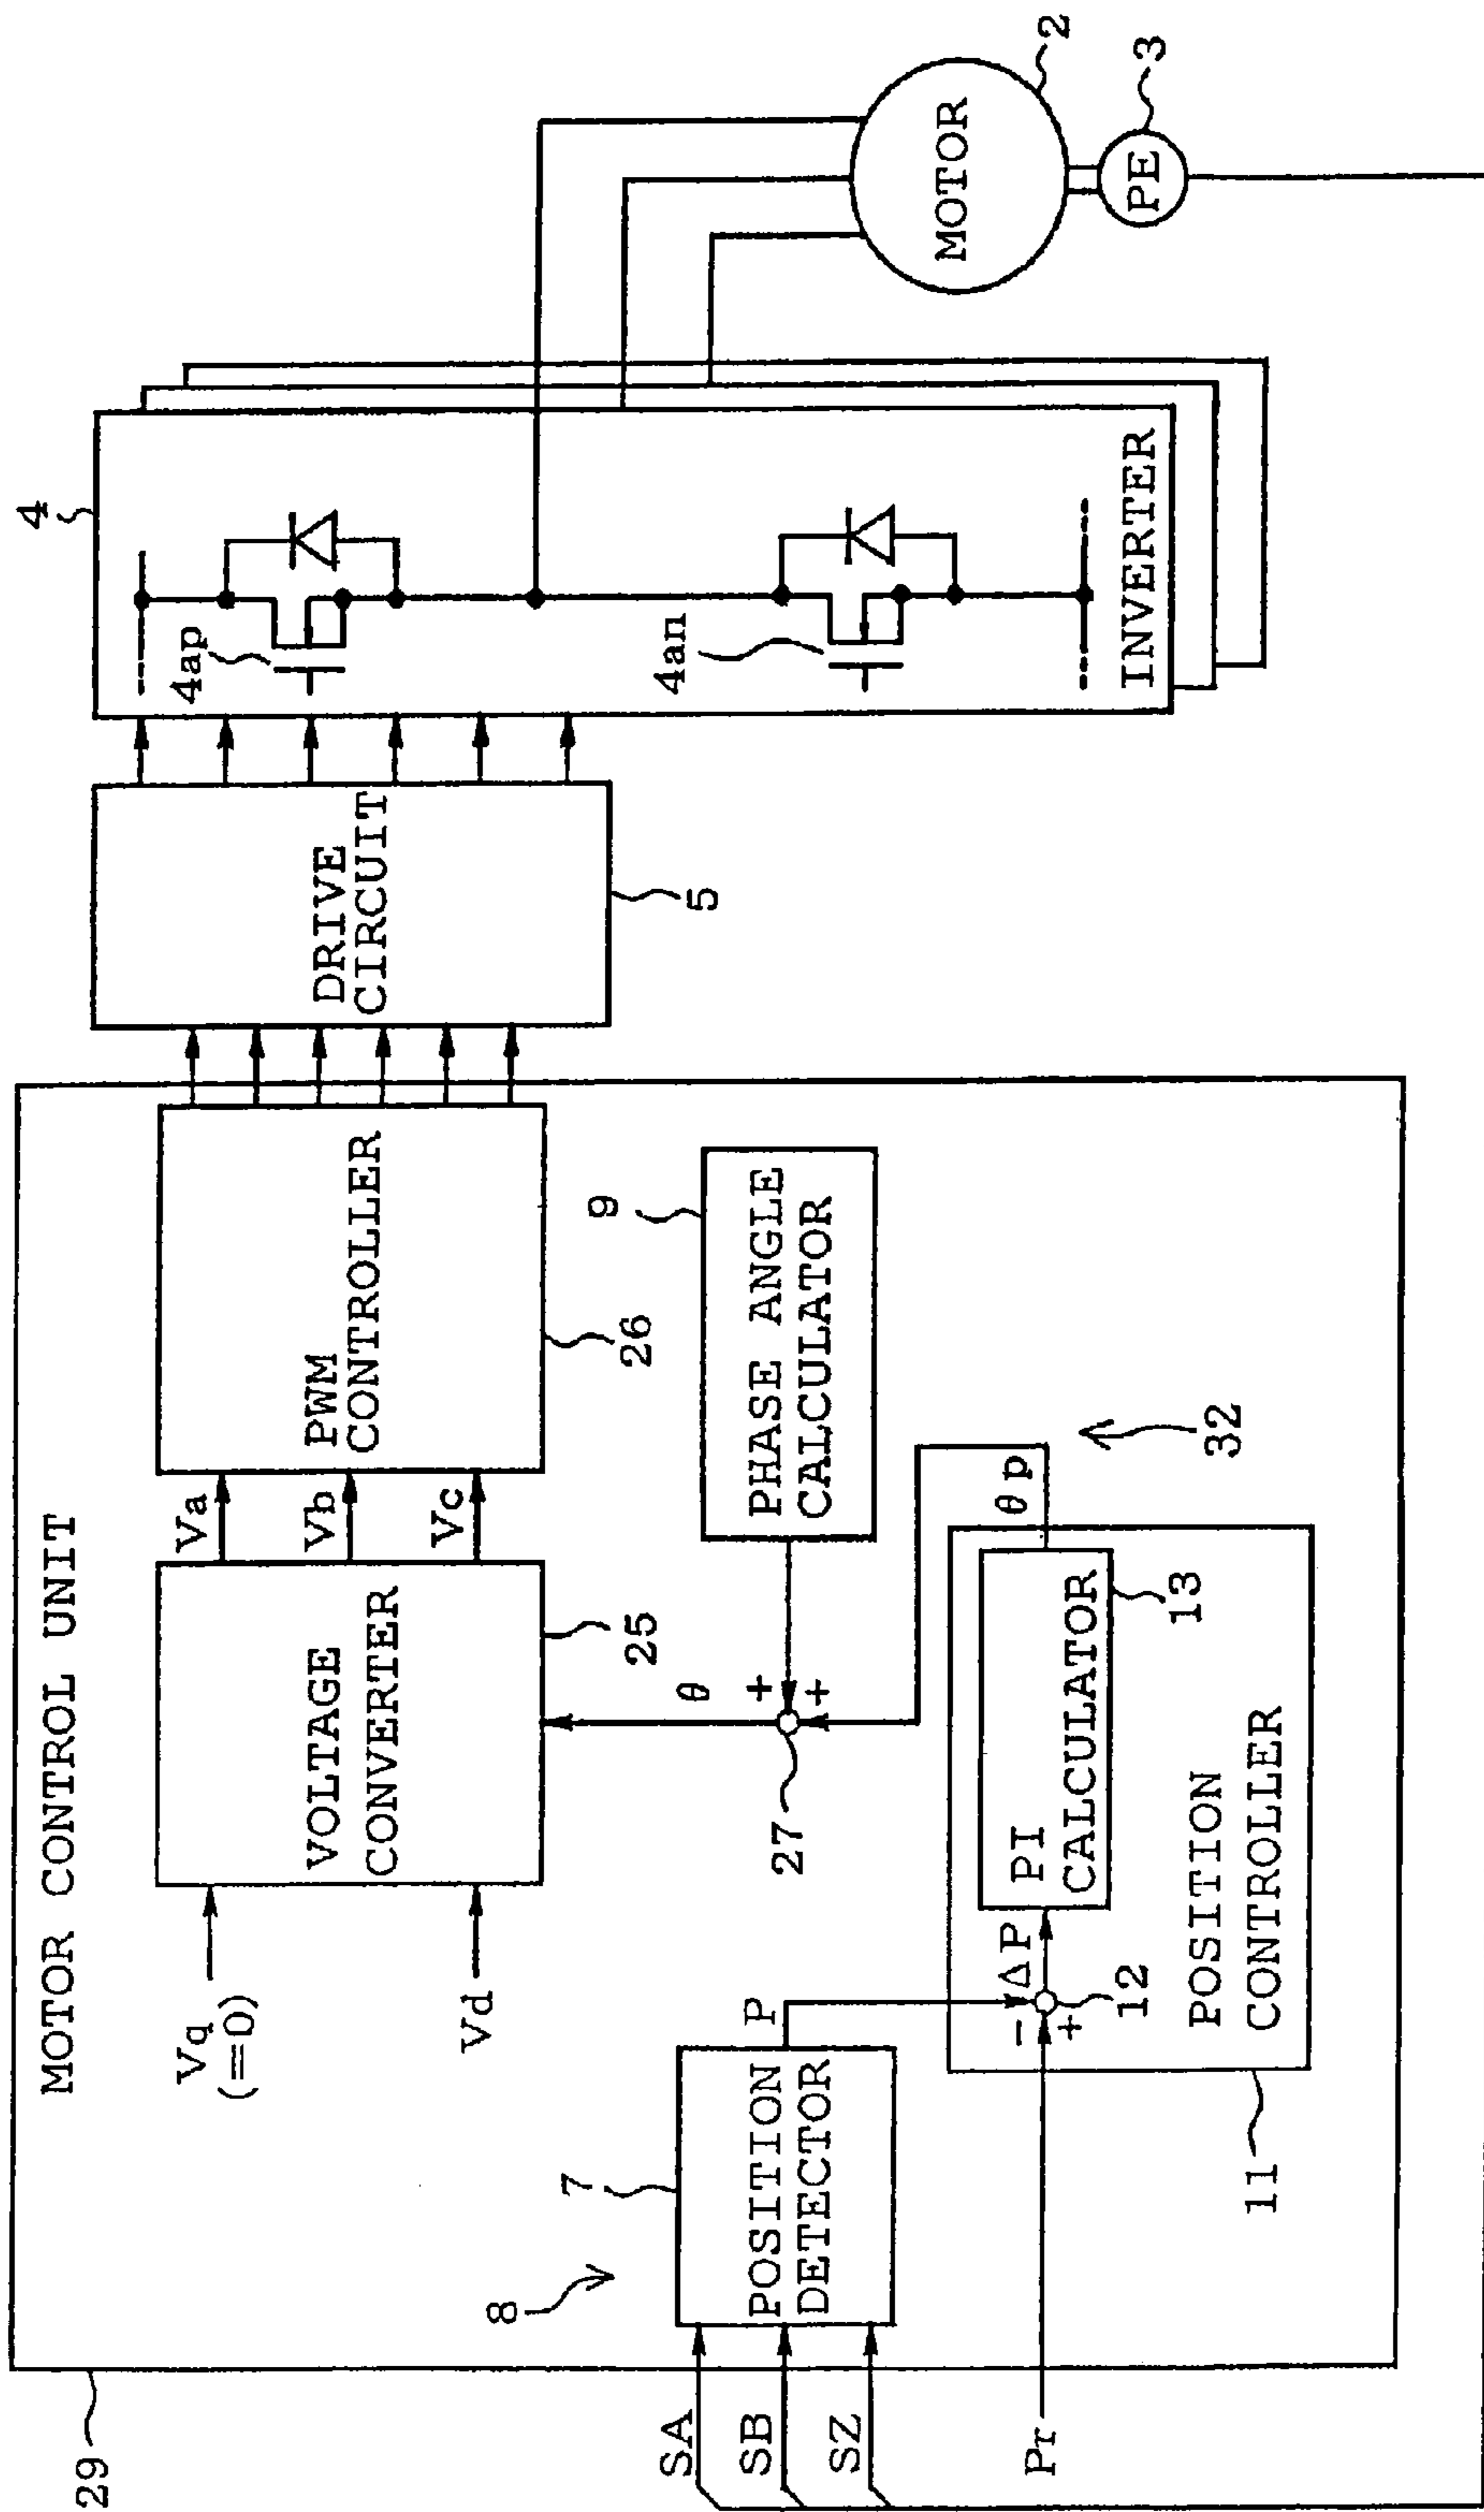 29
MOTOR CONTROL UNIT
Vq
(=0)
Vd
VOLTAGE
CONVERTER
25
Va
Vb
Vc
PWM
CONTROLLER
26
DRIVE
CIRCUIT
5
4
4ap
4an
INVERTER
MOTOR
2
PE
3
SA
SB
SZ
8
7
POSITION
DETECTOR
P
27
θ
+
+
9
PHASE ANGLE
CALCULATOR
Pr
-
+
ΔP
12
PI
CALCULATOR
13
θp
32
POSITION
CONTROLLER
11